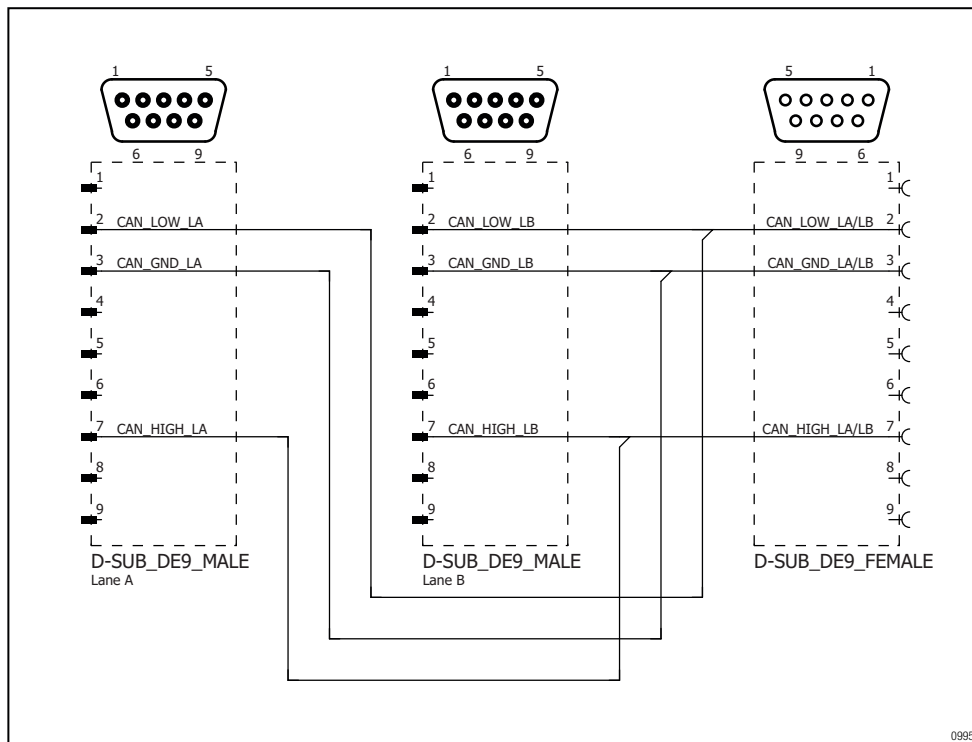 1 5
6 9
1
2 CAN_LOW_LA
3 CAN_GND_LA
4
5
6
7 CAN_HIGH_LA
8
9
D-SUB_DE9_MALE
Lane A
1 5
6 9
1
2 CAN_LOW_LB
3 CAN_GND_LB
4
5
6
7 CAN_HIGH_LB
8
9
D-SUB_DE9_MALE
Lane B
5 1
9 6
1
CAN_LOW_LA/LB 2
CAN_GND_LA/LB 3
4
5
6
CAN_HIGH_LA/LB 7
8
9
D-SUB_DE9_FEMALE
0995